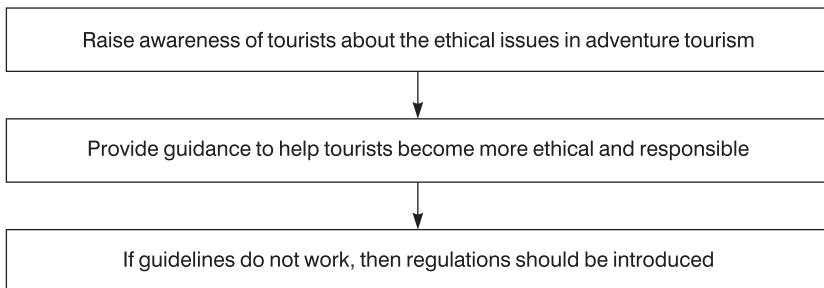 Raise awareness of tourists about the ethical issues in adventure tourism
Provide guidance to help tourists become more ethical and responsible
If guidelines do not work, then regulations should be introduced